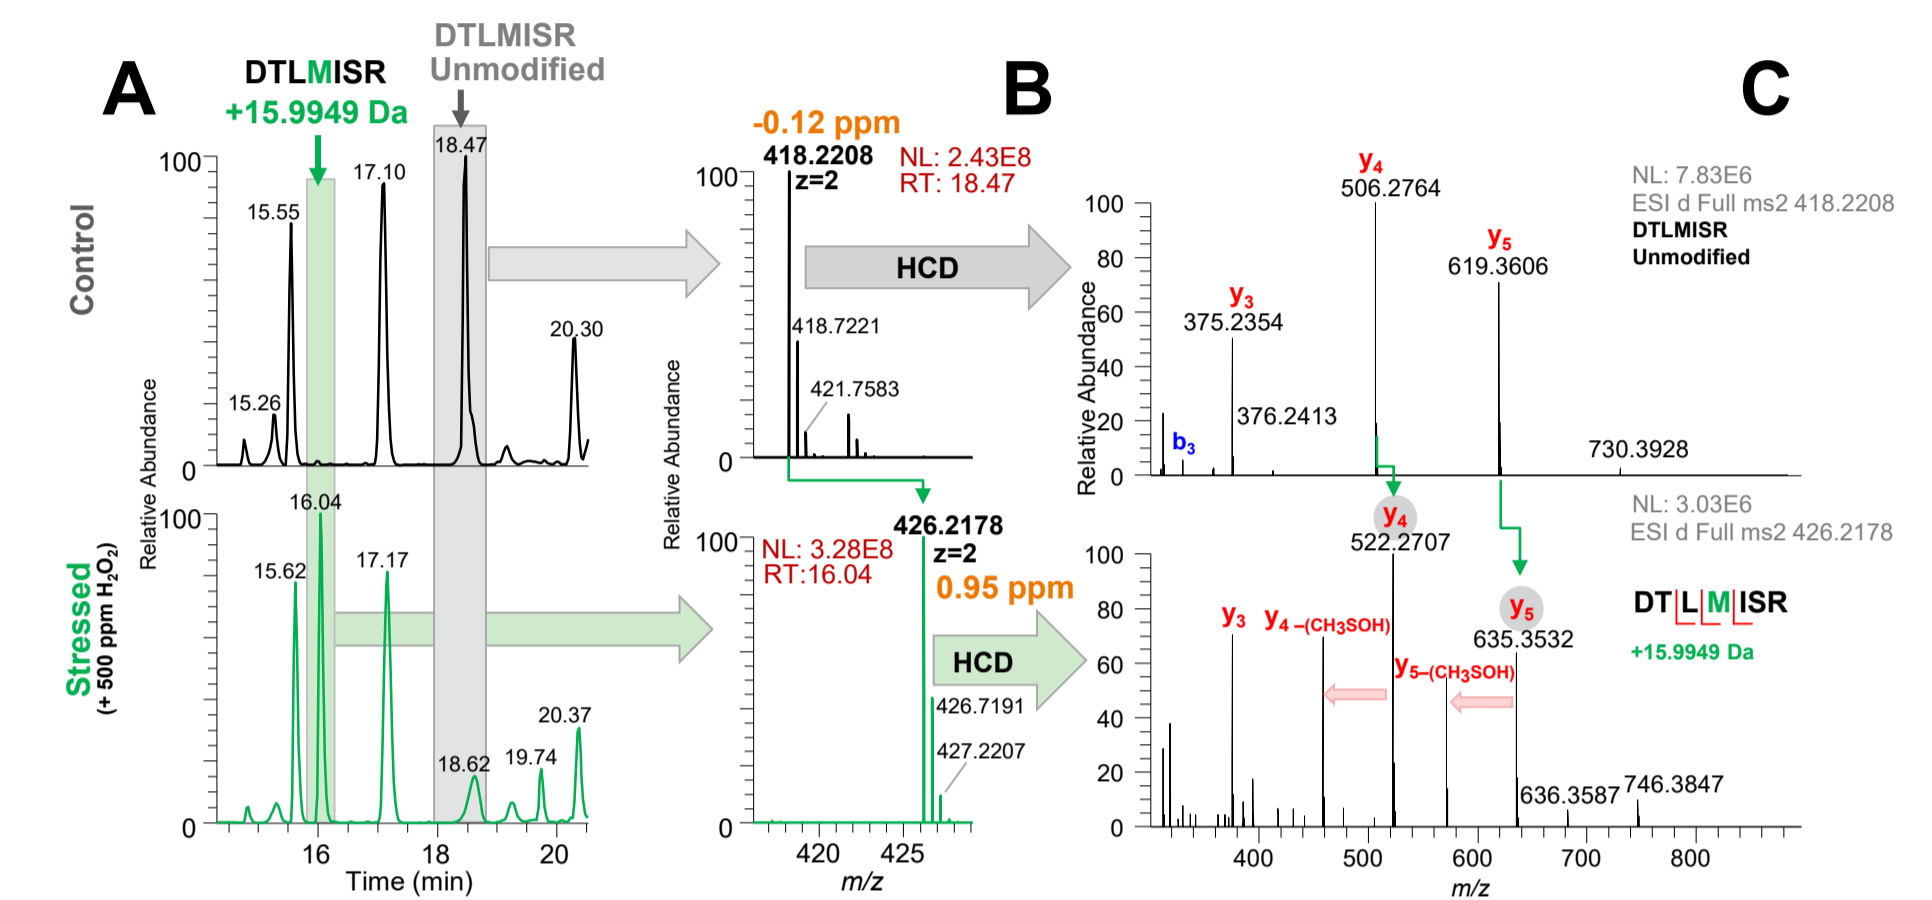 A
DTLMISR
+15.9949 Da
DTLMISR
Unmodified
Control
Relative Abundance
100
0
15.26
15.55
17.10
18.47
20.30
Stressed
(+ 500 ppm H₂O₂)
100
0
15.62
16.04
17.17
18.62
19.74
20.37
16
18
20
Time (min)
B
-0.12 ppm
418.2208
z=2
NL: 2.43E8
RT: 18.47
100
0
418.7221
421.7583
HCD
Relative Abundance
426.2178
z=2
0.95 ppm
NL: 3.28E8
RT:16.04
100
0
HCD
426.7191
427.2207
420
425
m/z
C
Relative Abundance
100
80
60
40
20
0
y₄
506.2764
y₅
619.3606
y₃
375.2354
376.2413
b₃
730.3928
NL: 7.83E6
ESI d Full ms2 418.2208
DTLMISR
Unmodified
NL: 3.03E6
ESI d Full ms2 426.2178
DTLMISR
+15.9949 Da
100
80
60
40
20
0
y₄
522.2707
y₅
635.3532
y₃
y₄ –(CH₃SOH)
y₅–(CH₃SOH)
636.3587
746.3847
400
500
600
700
800
m/z